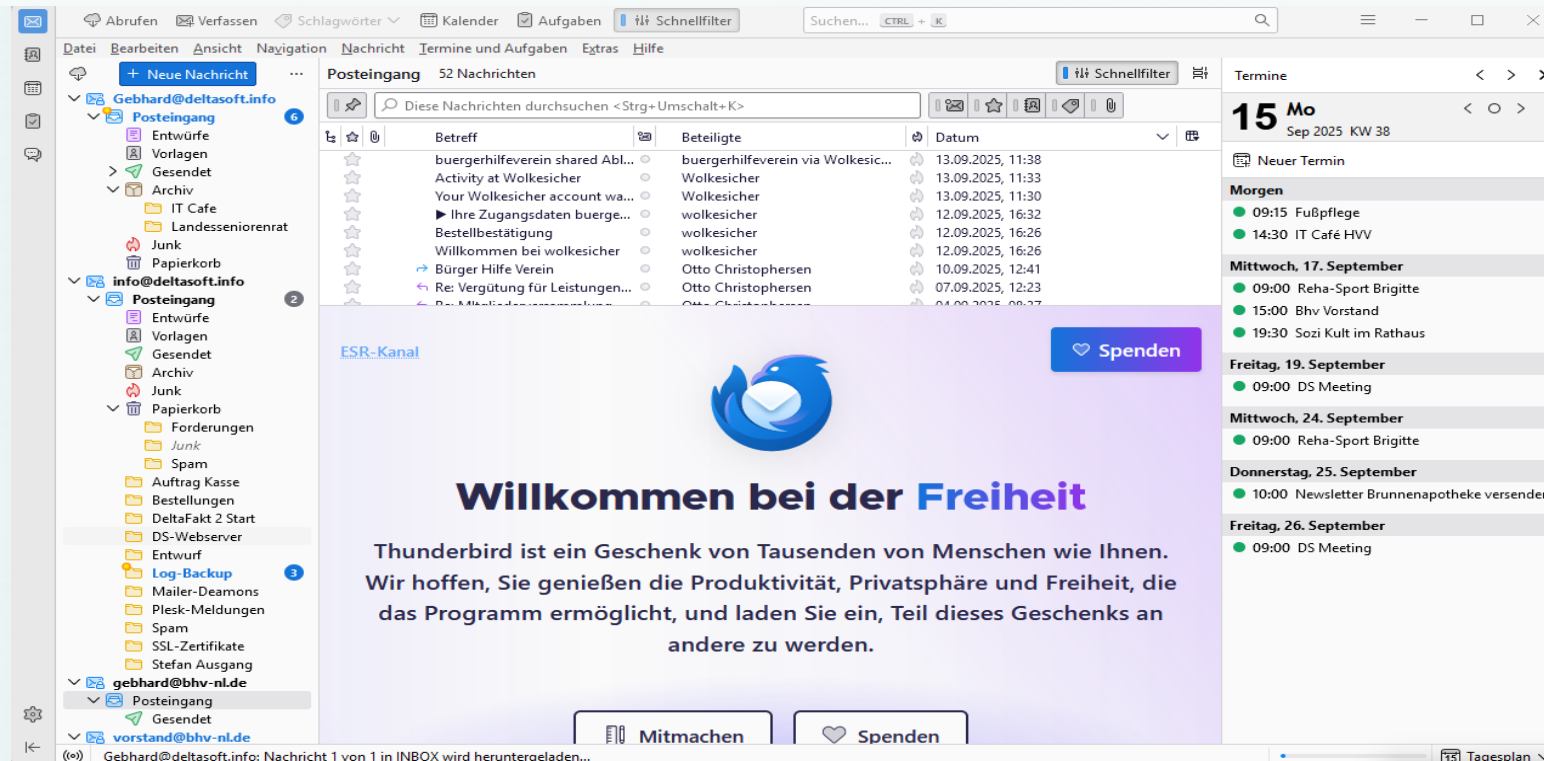 Abrufen Verfassen Schlagwörter Kalender Aufgaben Schnellfilter Suchen... CTRL + K
Datei Bearbeiten Ansicht Navigation Nachricht Termine und Aufgaben Extras Hilfe
+ Neue Nachricht ...
Gebhard@deltasoft.info
Posteingang 6
Entwürfe
Vorlagen
Gesendet
Archiv
IT Cafe
Landesseniorenrat
Junk
Papierkorb
info@deltasoft.info
Posteingang 2
Entwürfe
Vorlagen
Gesendet
Archiv
Junk
Papierkorb
Forderungen
Junk
Spam
Auftrag Kasse
Bestellungen
DeltaFakt 2 Start
DS-Webserver
Entwurf
Log-Backup 3
Mailer-Deamons
Plesk-Meldungen
Spam
SSL-Zertifikate
Stefan Ausgang
gebhard@bhv-nl.de
Posteingang
Gesendet
vorstand@bhv-nl.de
Posteingang 52 Nachrichten Schnellfilter
Diese Nachrichten durchsuchen <Strg+Umschalt+K>
Betreff Beteiligte Datum
buergerhilfeverein shared Abl... buergerhilfeverein via Wolkesic... 13.09.2025, 11:38
Activity at Wolkesicher Wolkesicher 13.09.2025, 11:33
Your Wolkesicher account wa... Wolkesicher 13.09.2025, 11:30
▶ Ihre Zugangsdaten buerge... wolkesicher 12.09.2025, 16:32
Bestellbestätigung wolkesicher 12.09.2025, 16:26
Willkommen bei wolkesicher wolkesicher 12.09.2025, 16:26
Bürger Hilfe Verein Otto Christophersen 10.09.2025, 12:41
Re: Vergütung für Leistungen... Otto Christophersen 07.09.2025, 12:23
Re: MItgliederversammlung Otto Christophersen 04.09.2025, 08:37
ESR-Kanal
Spenden
Willkommen bei der Freiheit
Thunderbird ist ein Geschenk von Tausenden von Menschen wie Ihnen.
Wir hoffen, Sie genießen die Produktivität, Privatsphäre und Freiheit, die
das Programm ermöglicht, und laden Sie ein, Teil dieses Geschenks an
andere zu werden.
Mitmachen Spenden
Termine
15 Mo
Sep 2025 KW 38
Neuer Termin
Morgen
09:15 Fußpflege
14:30 IT Café HVV
Mittwoch, 17. September
09:00 Reha-Sport Brigitte
15:00 Bhv Vorstand
19:30 Sozi Kult im Rathaus
Freitag, 19. September
09:00 DS Meeting
Mittwoch, 24. September
09:00 Reha-Sport Brigitte
Donnerstag, 25. September
10:00 Newsletter Brunnenapotheke versenden
Freitag, 26. September
09:00 DS Meeting
Gebhard@deltasoft.info: Nachricht 1 von 1 in INBOX wird heruntergeladen...
15 Tagesplan